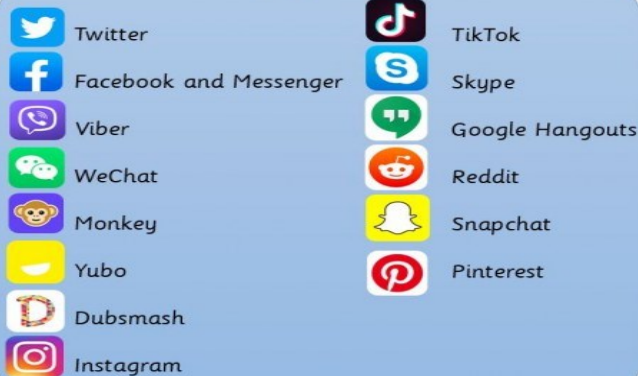 Twitter
Facebook and Messenger
Viber
WeChat
Monkey
Yubo
Dubsmash
Instagram
TikTok
Skype
Google Hangouts
Reddit
Snapchat
Pinterest